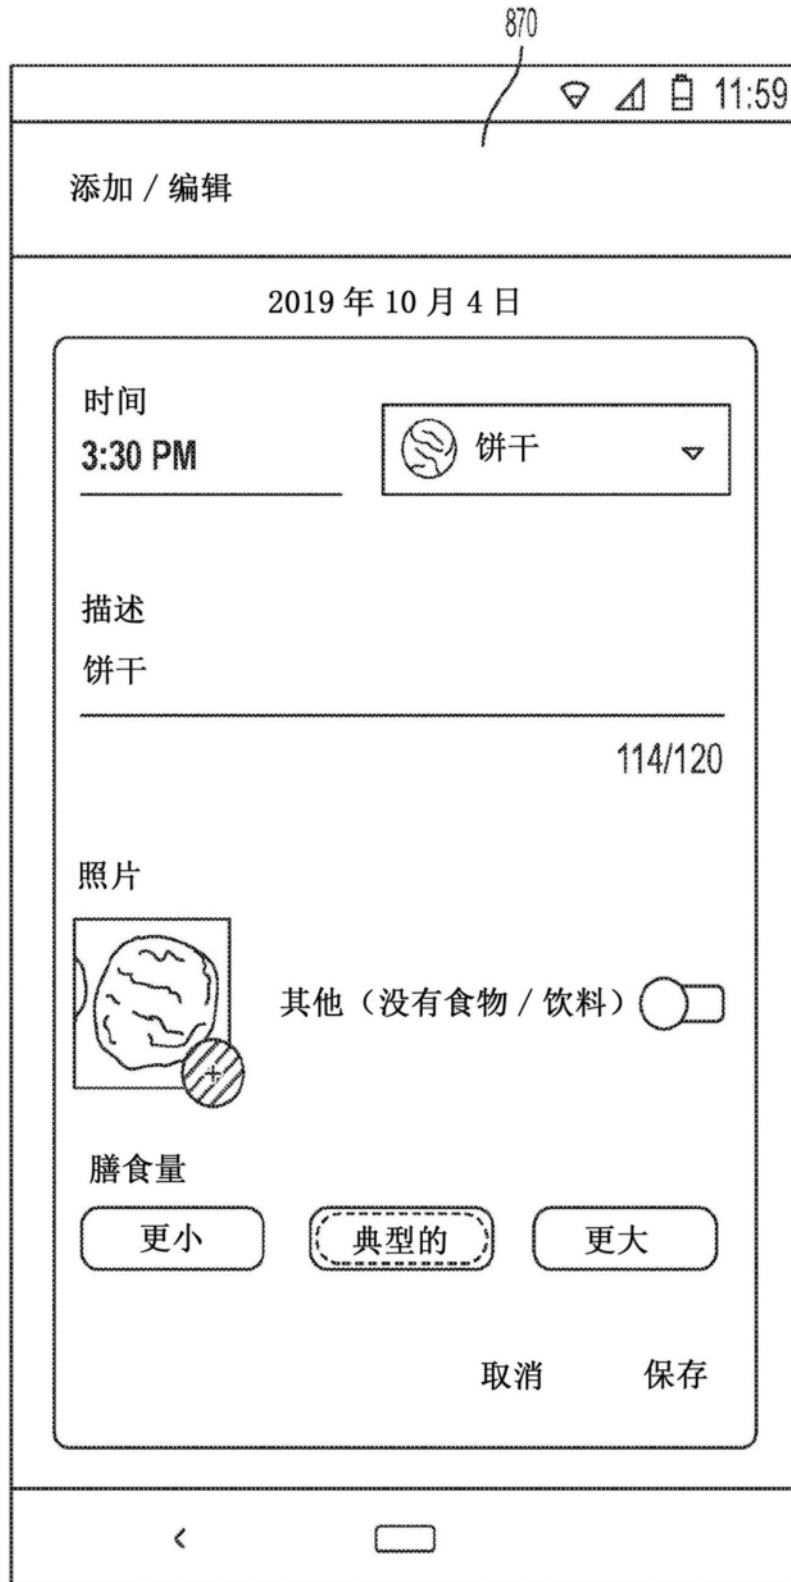 870
11:59
添加 / 编辑
2019 年 10 月 4 日
时间
3:30 PM
饼干
描述
饼干
114/120
照片
其他（没有食物 / 饮料）
膳食量
更小 典型的 更大
取消 保存